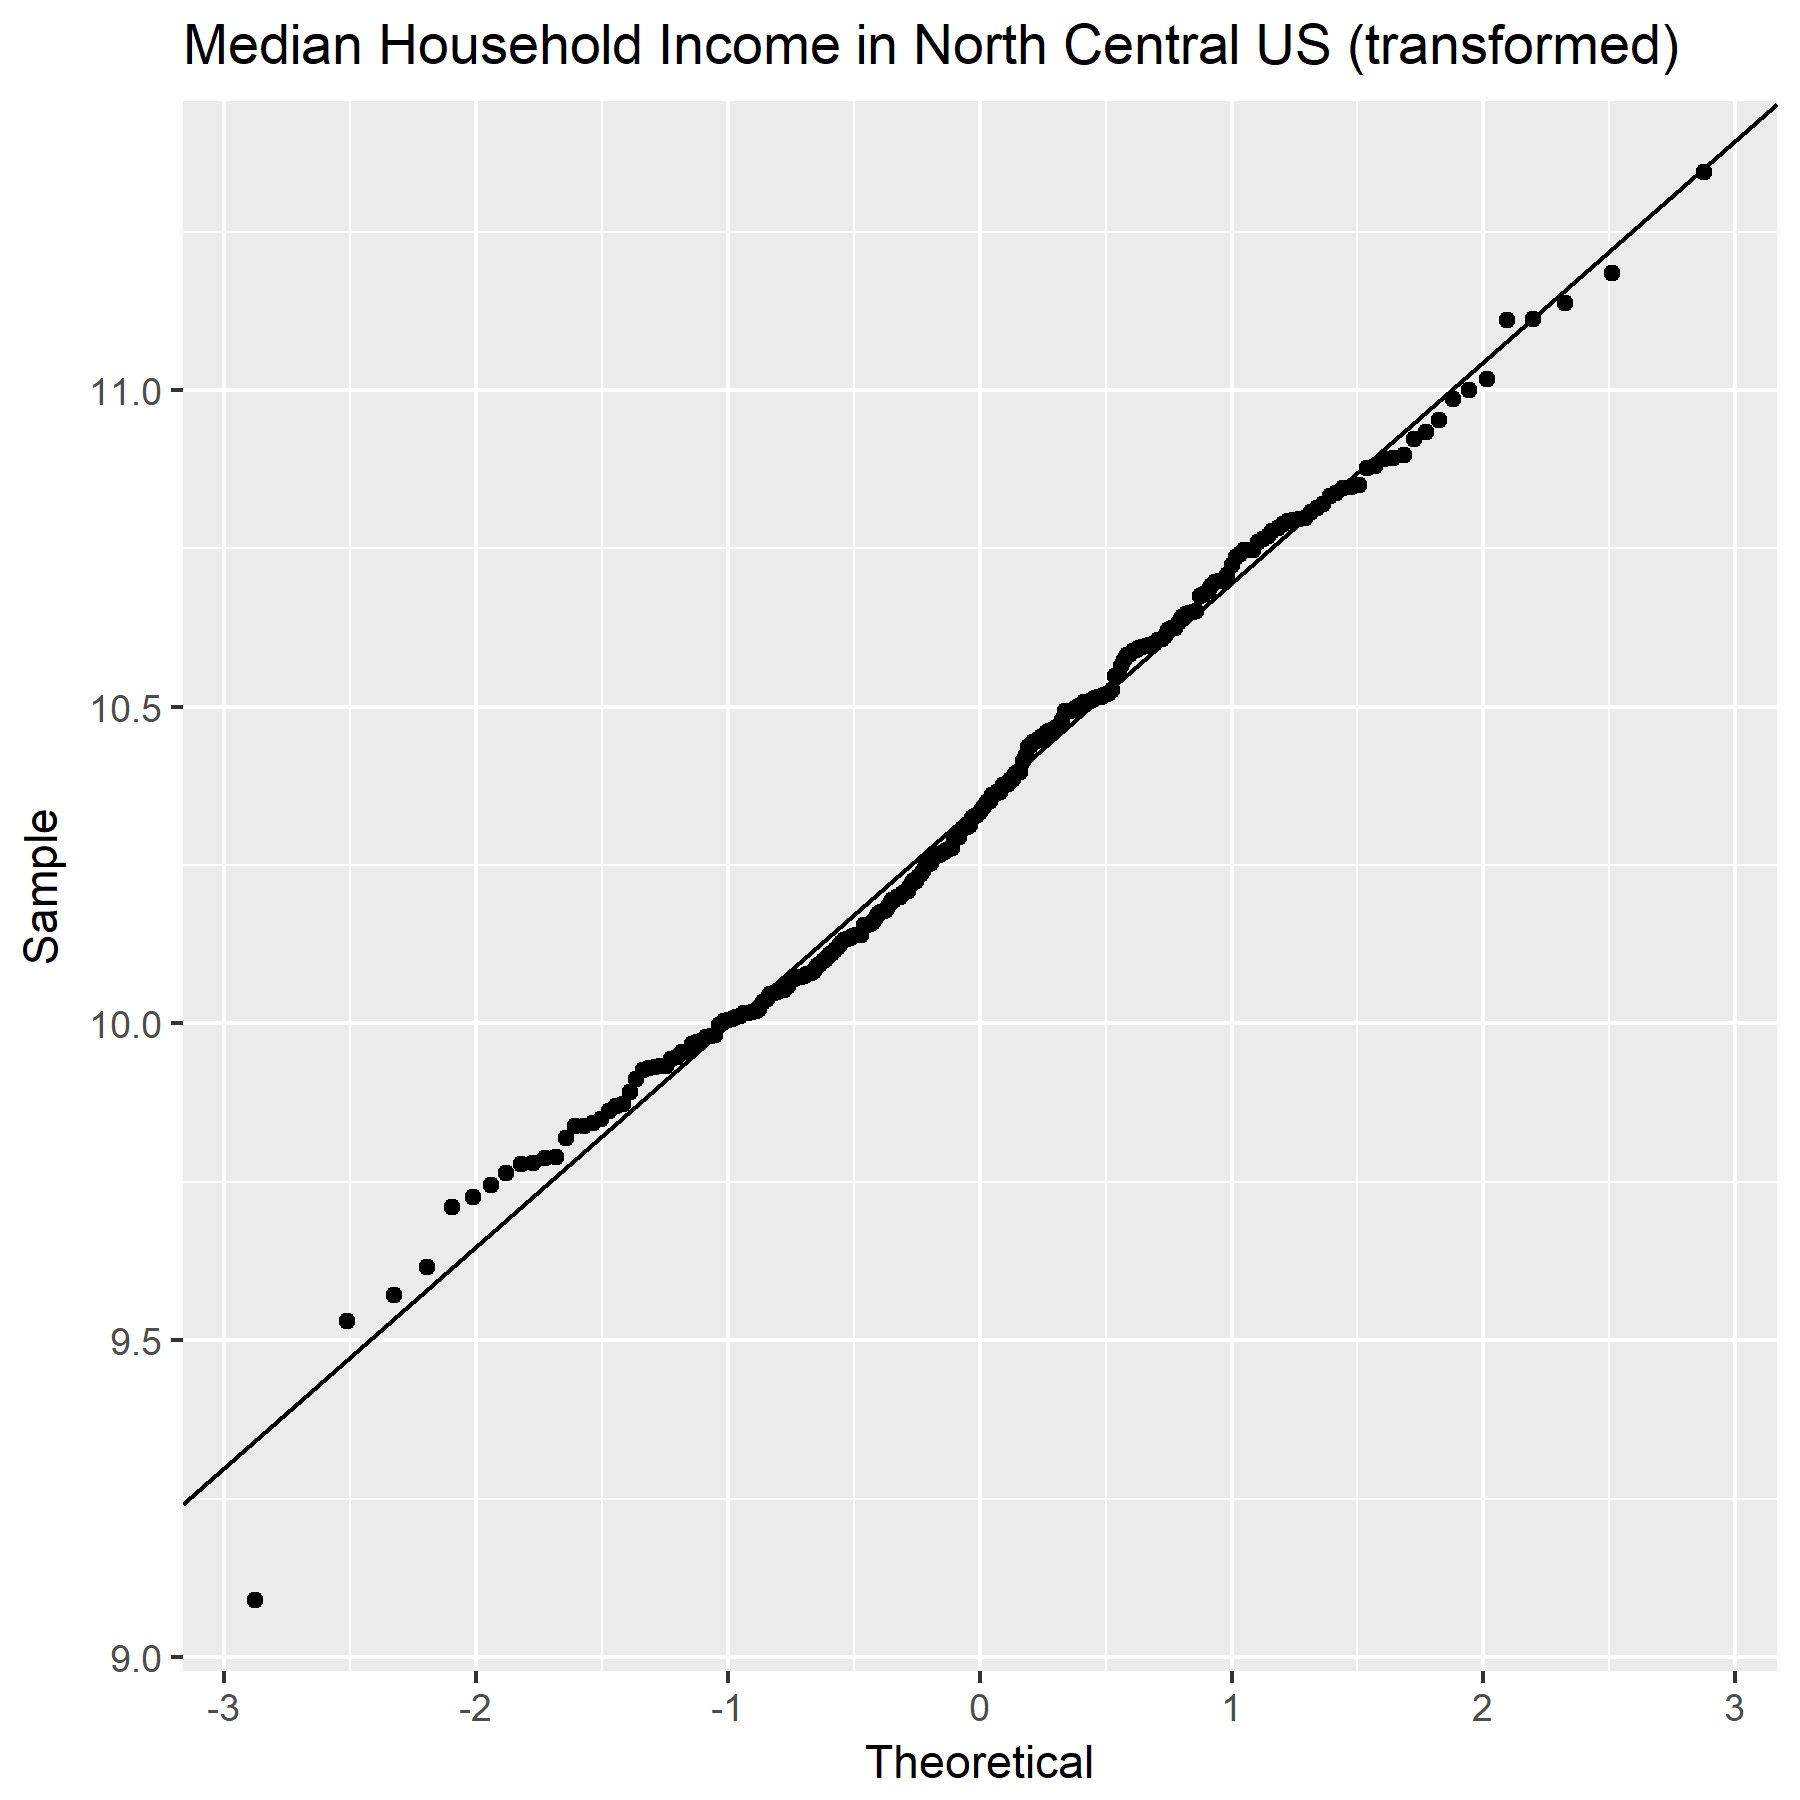 Median Household Income in North Central US (transformed)
11.0
10.5
10.0
9.5
9.0
Sample
-3 -2 -1 0 1 2 3
Theoretical